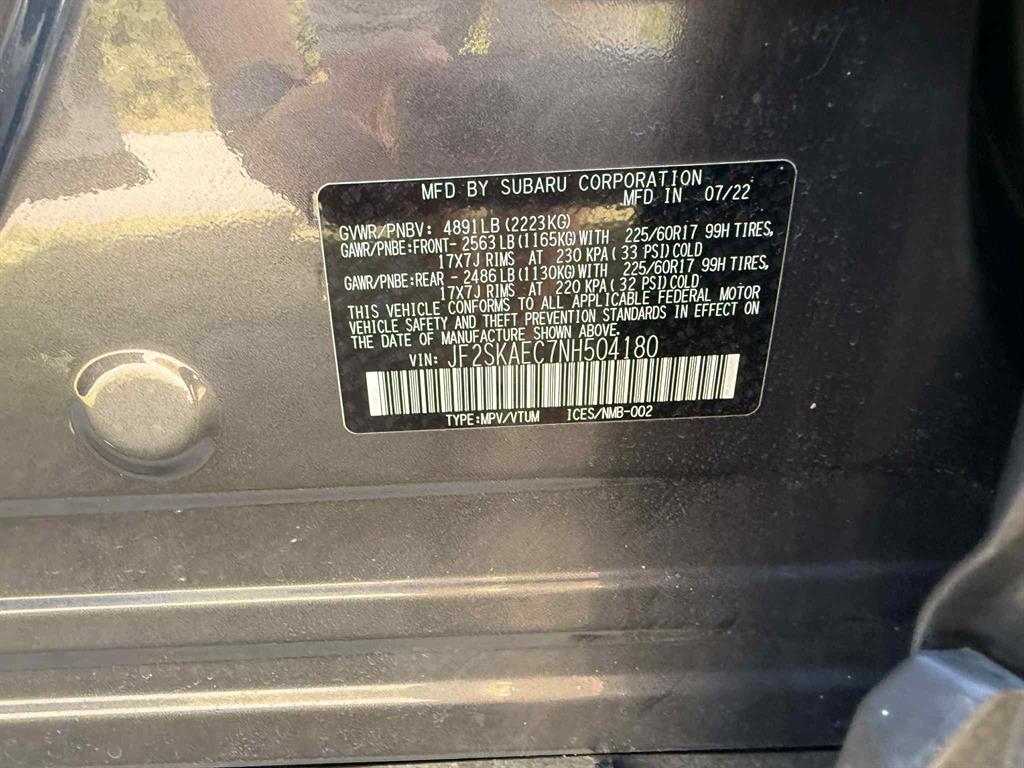 MFD BY SUBARU CORPORATION
MFD IN 07/22
GVWR/PNBV: 4891LB(2223KG)
GAWR/PNBE:FRONT- 2563LB(1165KG)WITH 225/60R17 99H TIRES,
17X7J RIMS AT 230 KPA( 33 PSI)COLD
GAWR/PNBE:REAR -2486LB(1130KG)WITH 225/60R17 99H TIRES,
17X7J RIMS AT 220 KPA( 32 PSI)COLD
THIS VEHICLE CONFORMS TO ALL APPLICABLE FEDERAL MOTOR
VEHICLE SAFETY AND THEFT PREVENTION STANDARDS IN EFFECT ON
THE DATE OF MANUFACTURE SHOWN ABOVE.
VIN: JF2SKAEC7NH504180
TYPE:MPV/VTUM ICES/NMB-002